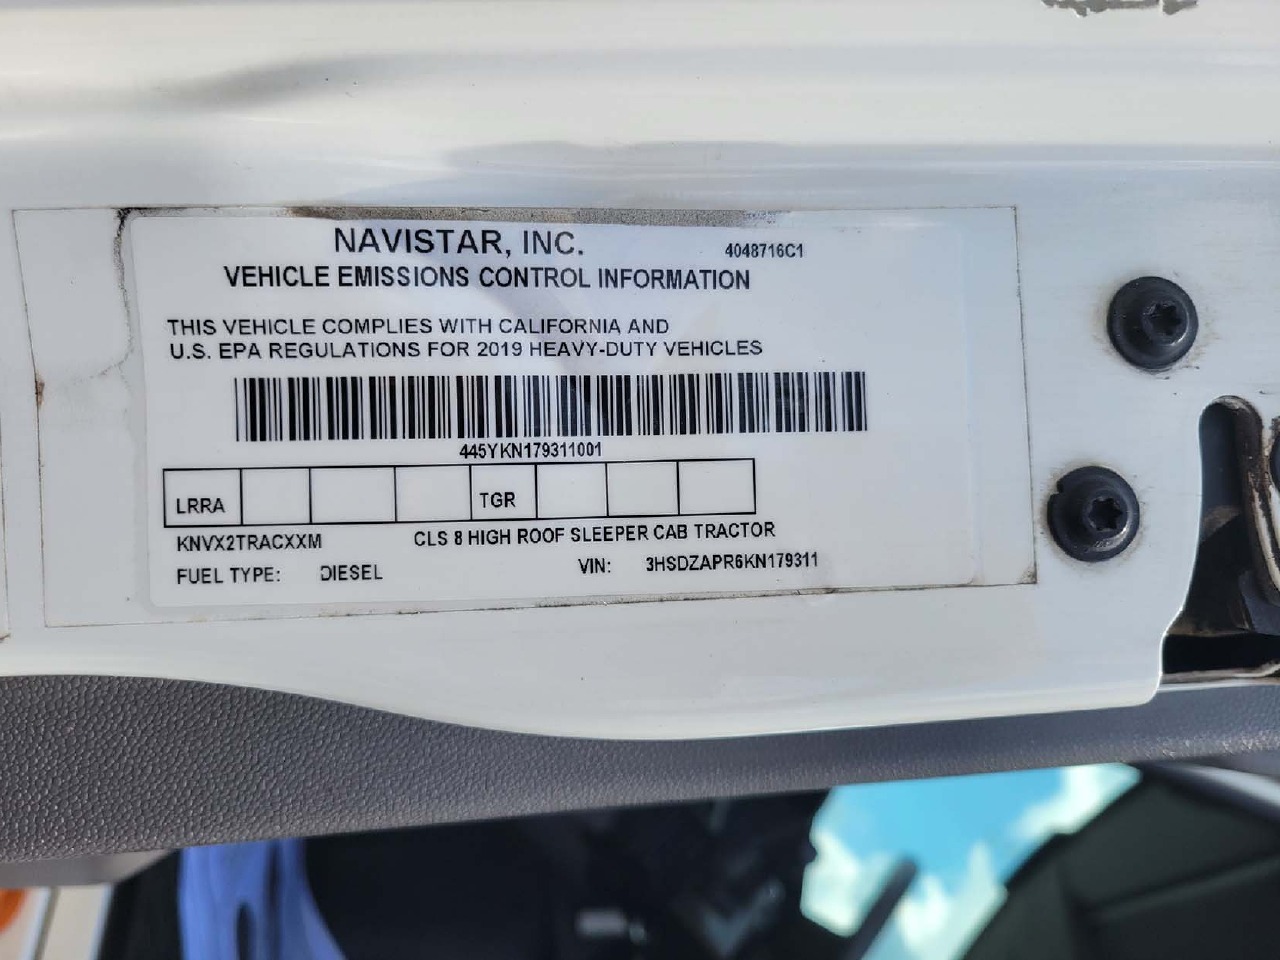 NAVISTAR, INC.
4048716C1
VEHICLE EMISSIONS CONTROL INFORMATION
THIS VEHICLE COMPLIES WITH CALIFORNIA AND
U.S. EPA REGULATIONS FOR 2019 HEAVY-DUTY VEHICLES
445YKN179311001
LRRA TGR
KNVX2TRACXXM CLS 8 HIGH ROOF SLEEPER CAB TRACTOR
FUEL TYPE: DIESEL VIN: 3HSDZAPR6KN179311